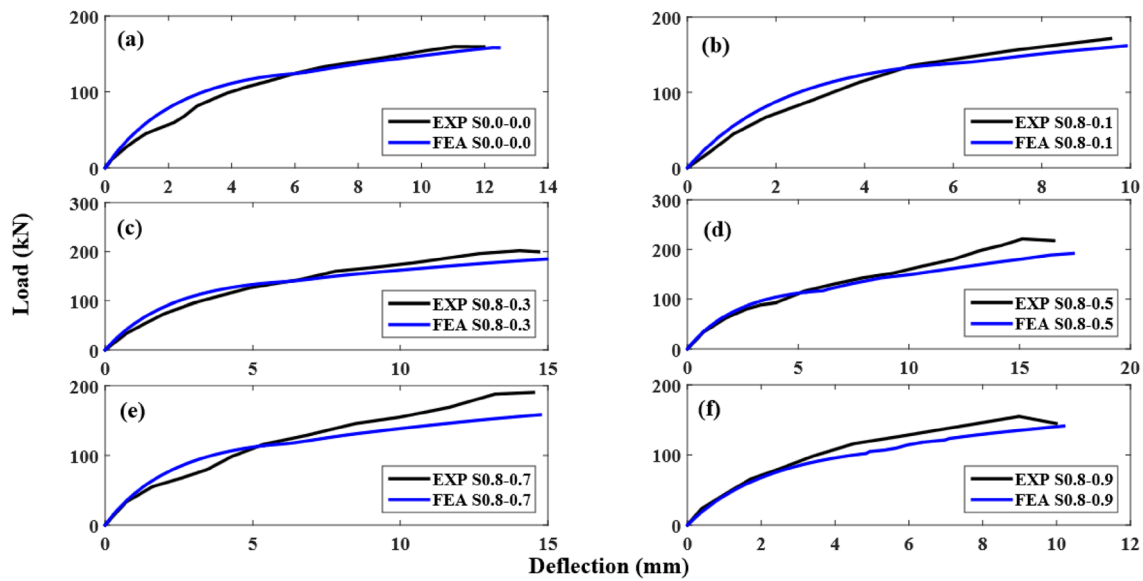 200
(a)
100
EXP S0.0-0.0
FEA S0.0-0.0
0
0 2 4 6 8 10 12 14
200
(b)
100
EXP S0.8-0.1
FEA S0.8-0.1
0
0 2 4 6 8 10
300
(c)
200
100
EXP S0.8-0.3
FEA S0.8-0.3
0
0 5 10 15
300
(d)
200
100
EXP S0.8-0.5
FEA S0.8-0.5
0
0 5 10 15 20
200
(e)
100
EXP S0.8-0.7
FEA S0.8-0.7
0
0 5 10 15
200
(f)
100
EXP S0.8-0.9
FEA S0.8-0.9
0
0 2 4 6 8 10 12
Load (kN)
Deflection (mm)